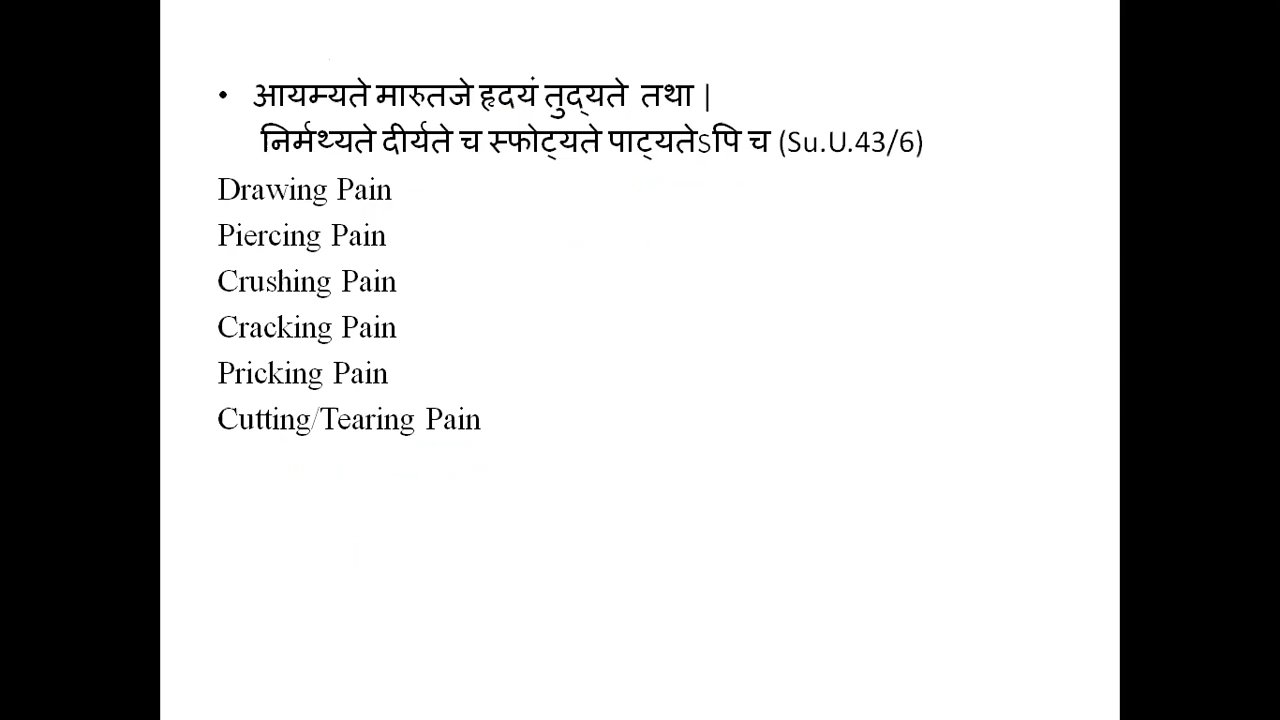 • आयम्यते मारुतजे हृदयं तुद्यते तथा |
निर्मथ्यते दीर्यते च स्फोट्यते पाट्यतेऽपि च (Su.U.43/6)
Drawing Pain
Piercing Pain
Crushing Pain
Cracking Pain
Pricking Pain
Cutting/Tearing Pain